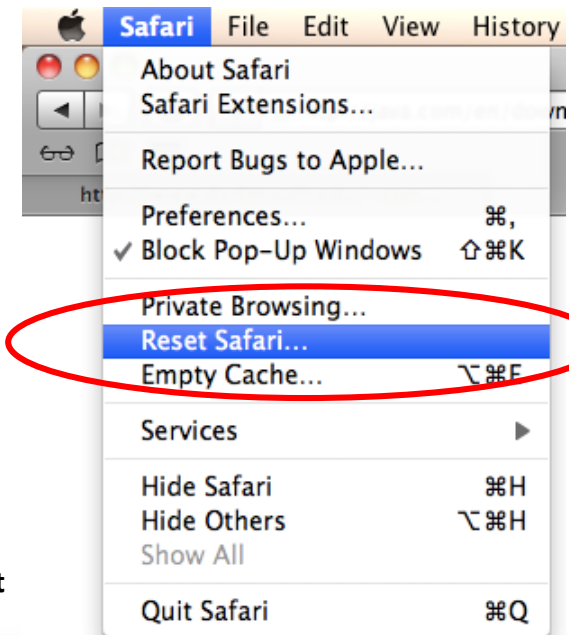 Safari File Edit View History
About Safari
Safari Extensions...
Report Bugs to Apple...
ht
Preferences... ⌘,
✓ Block Pop-Up Windows ⇧⌘K
Private Browsing...
Reset Safari...
Empty Cache... ⌥⌘E
Services ▶
Hide Safari ⌘H
Hide Others ⌥⌘H
Show All
t
Quit Safari ⌘Q